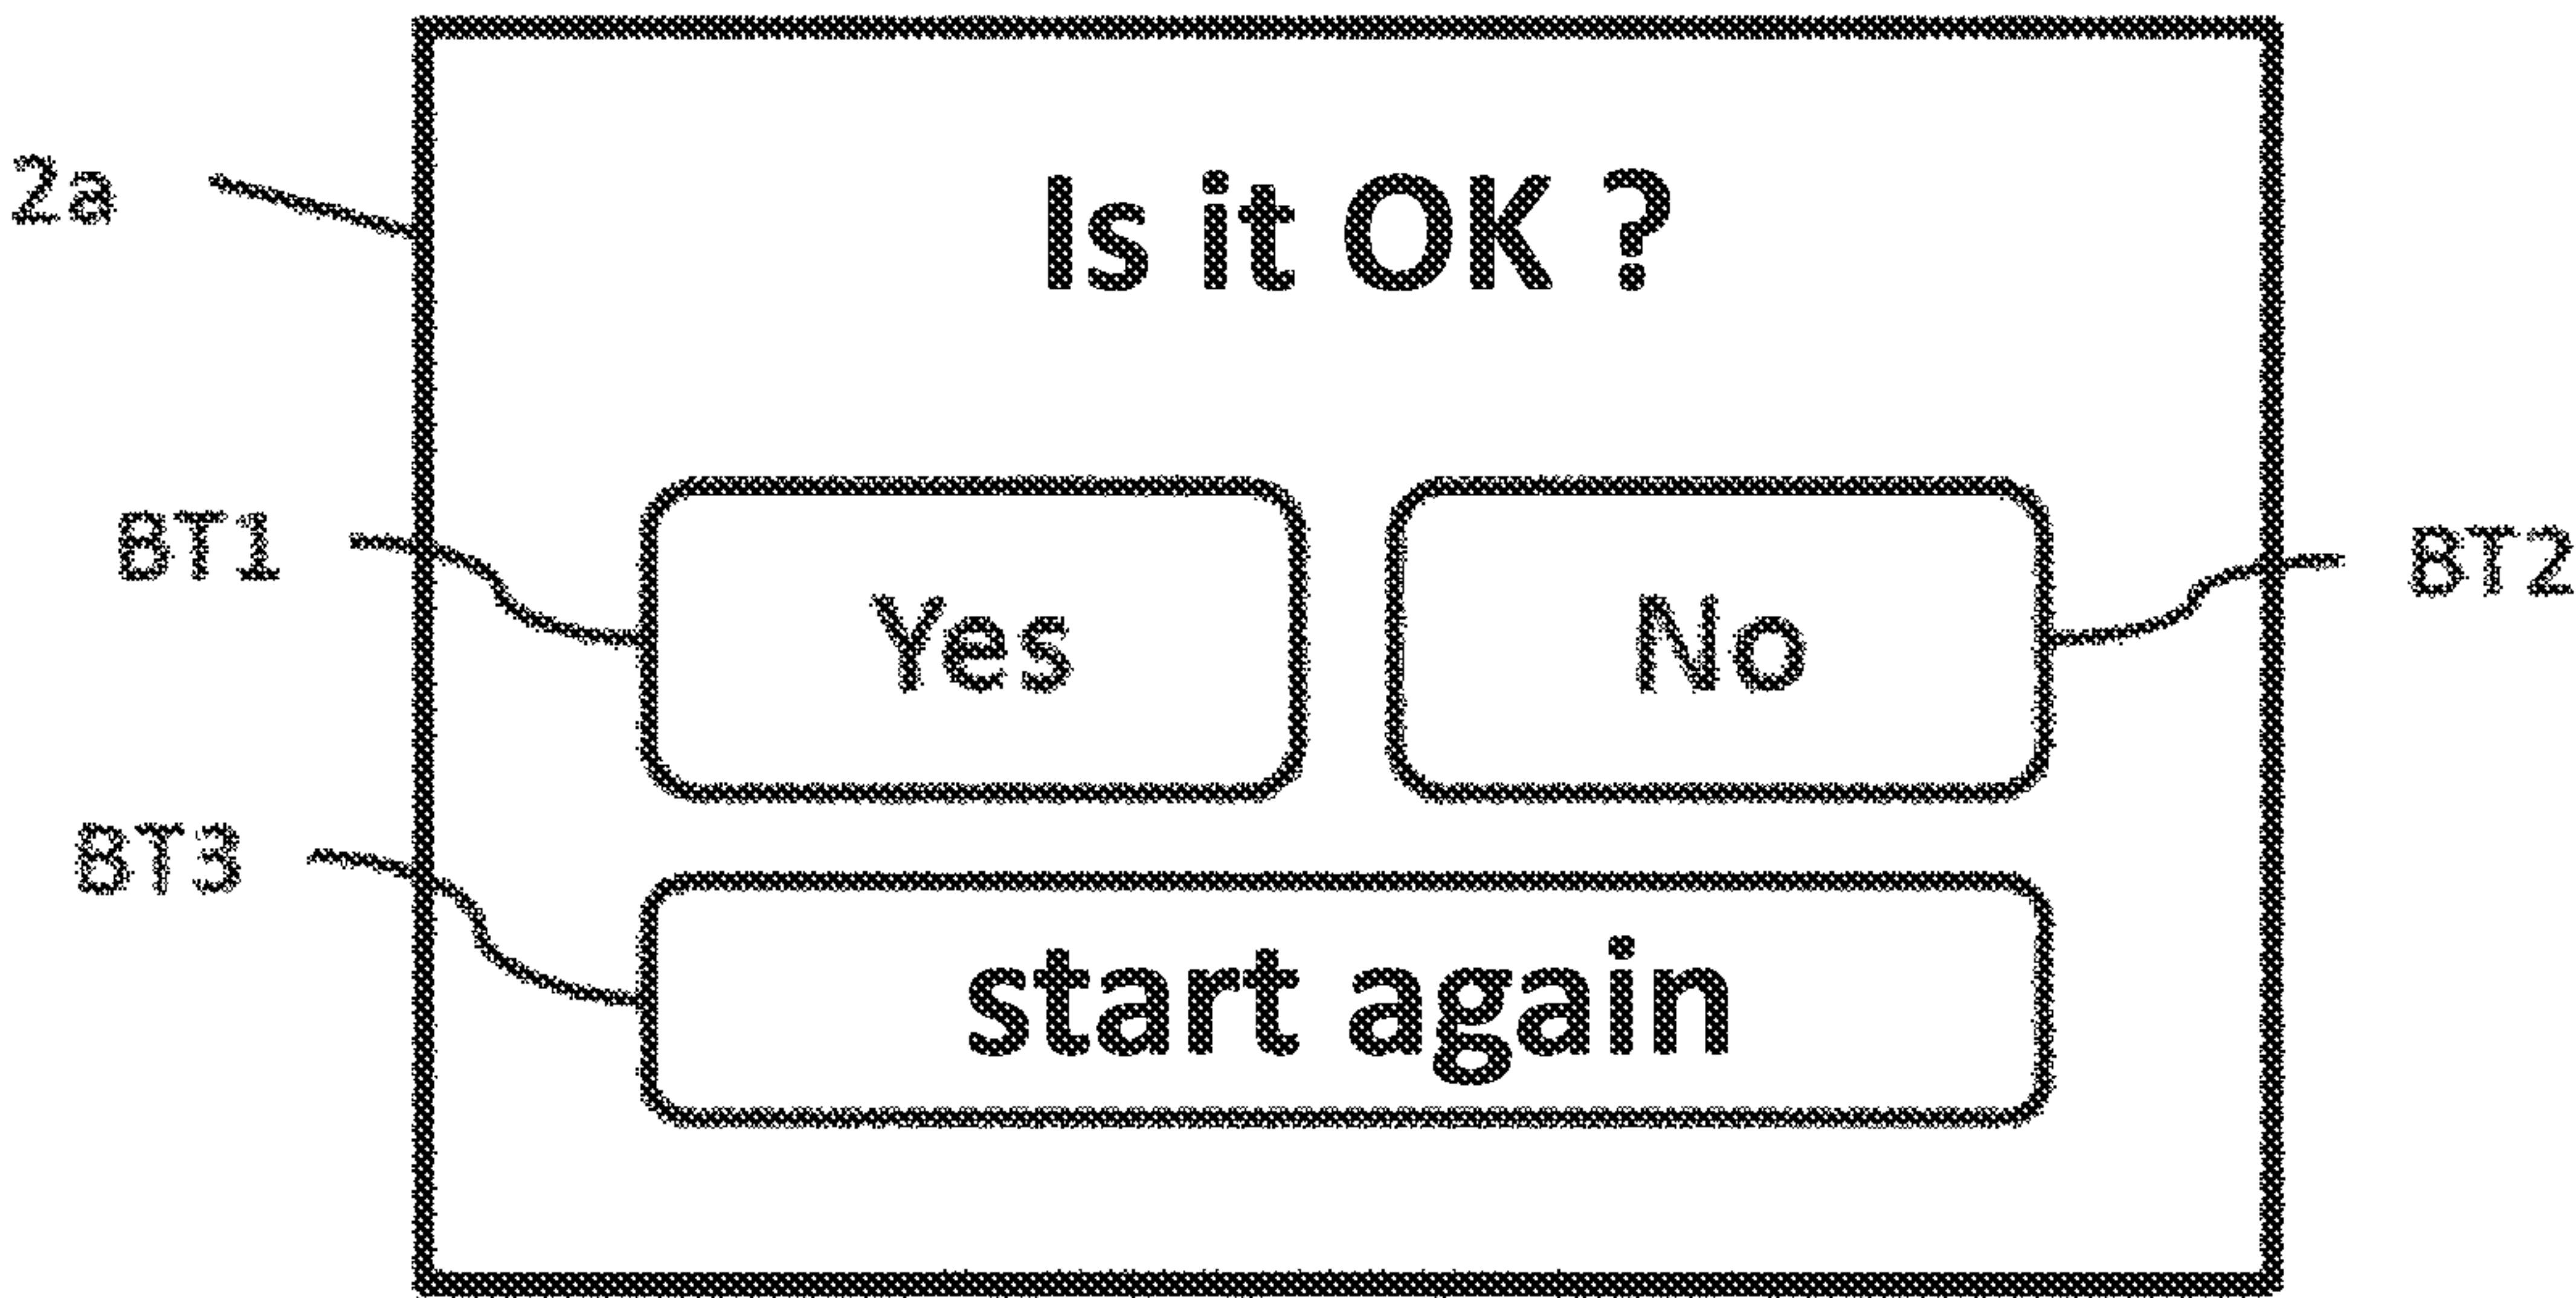 2a
Is it OK ?
BT1
Yes
No
BT2
BT3
start again